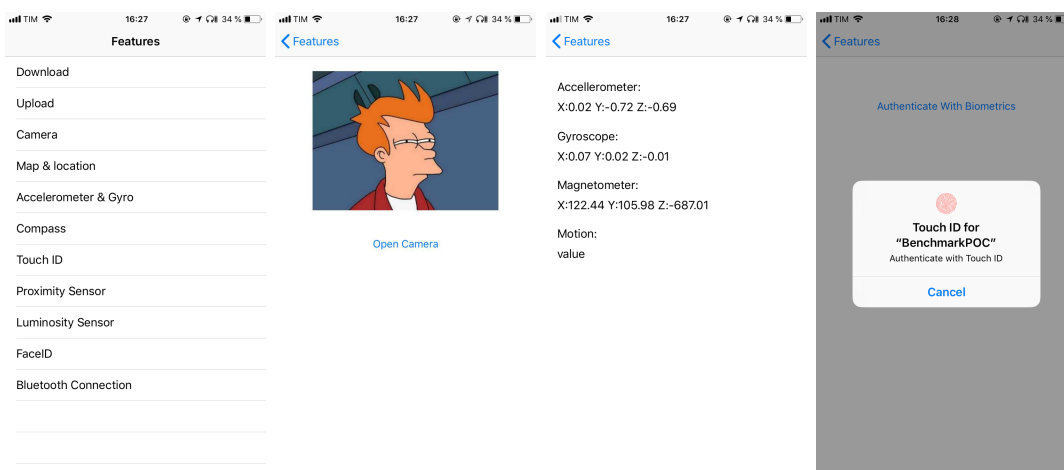 TIM 16:27 34 %
Features
Download
Upload
Camera
Map & location
Accelerometer & Gyro
Compass
Touch ID
Proximity Sensor
Luminosity Sensor
FaceID
Bluetooth Connection
TIM 16:27 34 %
Features
Open Camera
TIM 16:27 34 %
Features
Accellerometer:
X:0.02 Y:-0.72 Z:-0.69
Gyroscope:
X:0.07 Y:0.02 Z:-0.01
Magnetometer:
X:122.44 Y:105.98 Z:-687.01
Motion:
value
TIM 16:28 34 %
Features
Authenticate With Biometrics
Touch ID for
“BenchmarkPOC”
Authenticate with Touch ID
Cancel